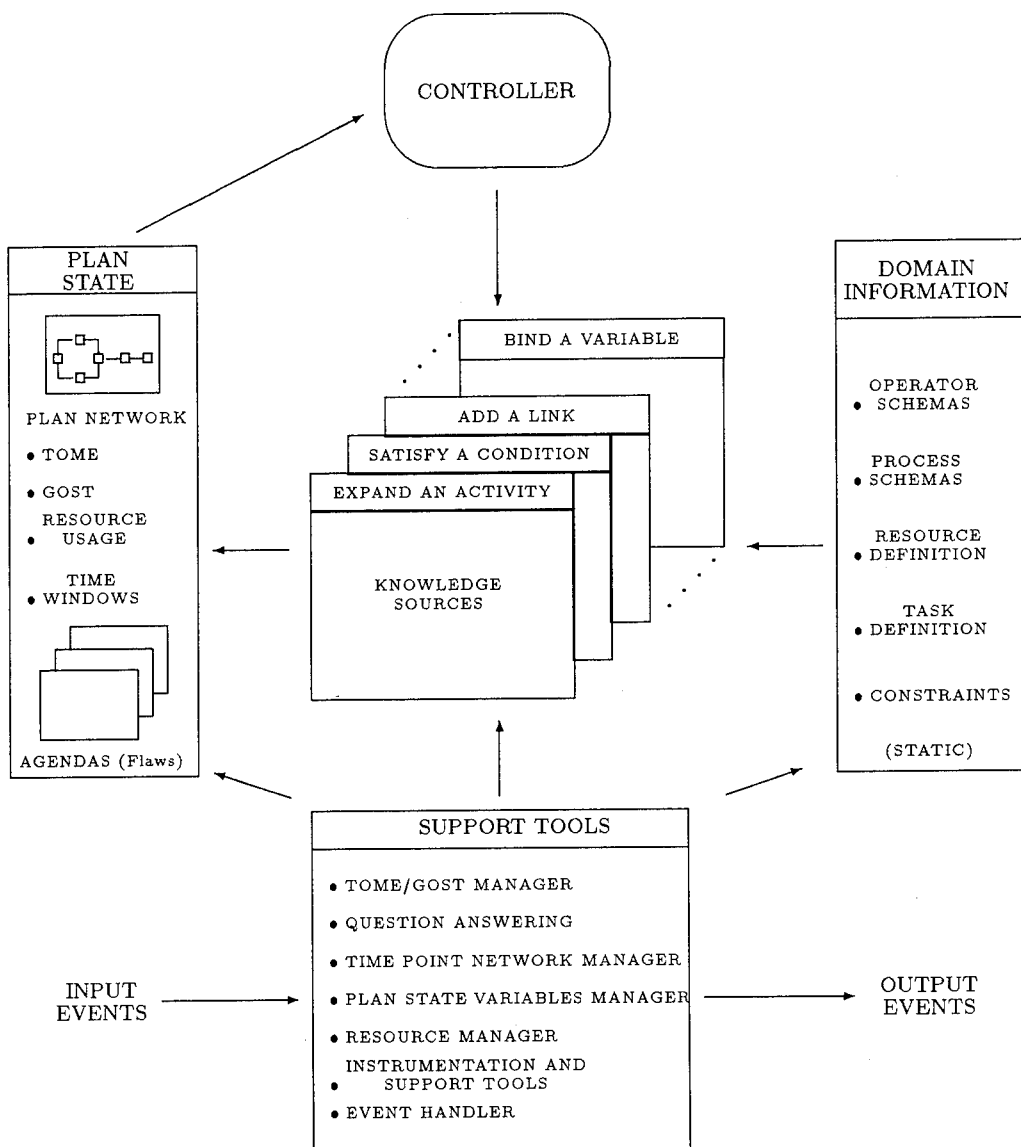 CONTROLLER
PLAN
STATE
PLAN NETWORK
• TOME
• GOST
RESOURCE
• USAGE
TIME
• WINDOWS
AGENDAS (Flaws)
BIND A VARIABLE
ADD A LINK
SATISFY A CONDITION
EXPAND AN ACTIVITY
KNOWLEDGE
SOURCES
DOMAIN
INFORMATION
OPERATOR
• SCHEMAS
PROCESS
• SCHEMAS
RESOURCE
• DEFINITION
TASK
• DEFINITION
• CONSTRAINTS
(STATIC)
SUPPORT TOOLS
• TOME/GOST MANAGER
• QUESTION ANSWERING
• TIME POINT NETWORK MANAGER
• PLAN STATE VARIABLES MANAGER
• RESOURCE MANAGER
INSTRUMENTATION AND
• SUPPORT TOOLS
• EVENT HANDLER
INPUT
EVENTS
OUTPUT
EVENTS